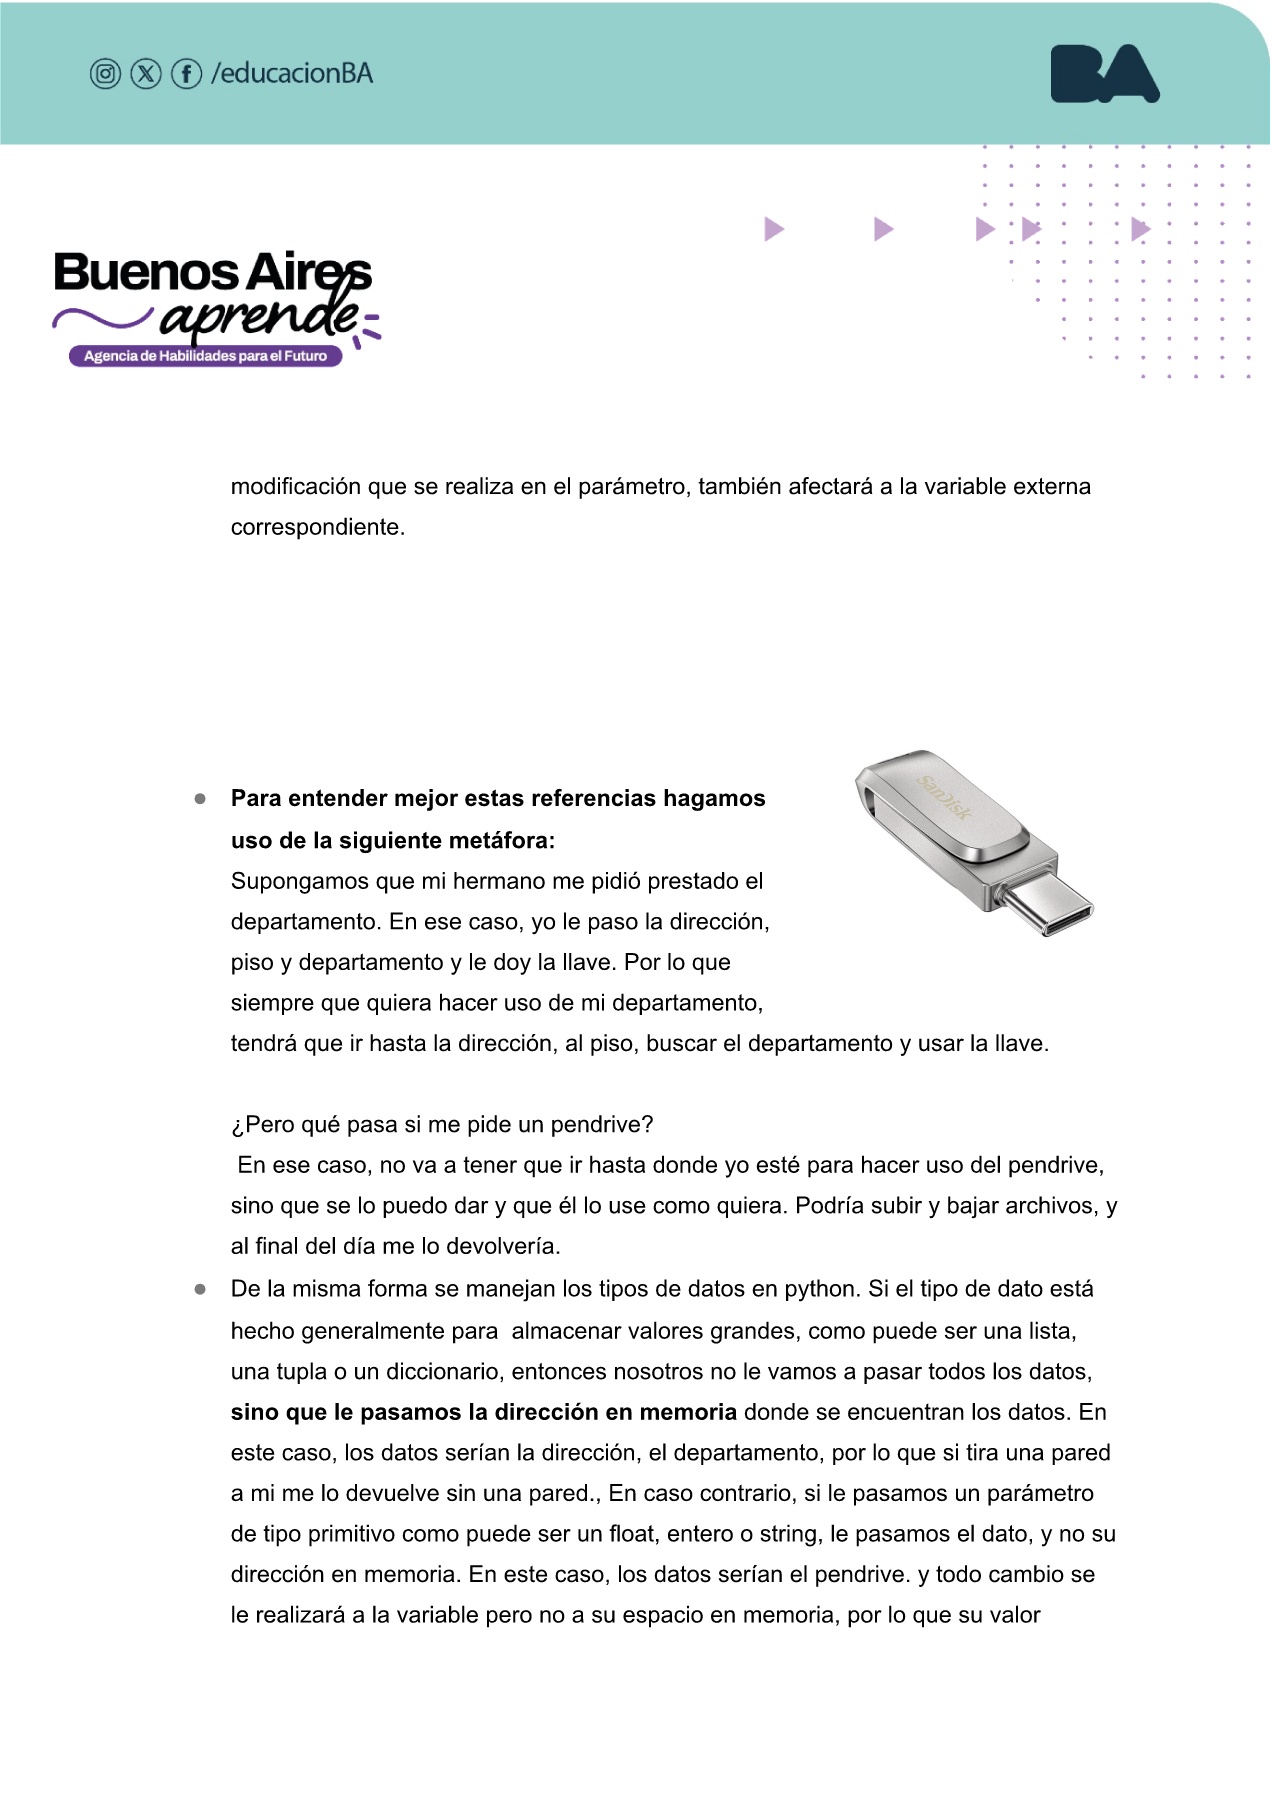 /educacionBA
BA
Buenos Aires
aprende
Agencia de Habilidades para el Futuro
modificación que se realiza en el parámetro, también afectará a la variable externa
correspondiente.
SanDisk
● Para entender mejor estas referencias hagamos
uso de la siguiente metáfora:
Supongamos que mi hermano me pidió prestado el
departamento. En ese caso, yo le paso la dirección,
piso y departamento y le doy la llave. Por lo que
siempre que quiera hacer uso de mi departamento,
tendrá que ir hasta la dirección, al piso, buscar el departamento y usar la llave.
¿Pero qué pasa si me pide un pendrive?
En ese caso, no va a tener que ir hasta donde yo esté para hacer uso del pendrive,
sino que se lo puedo dar y que él lo use como quiera. Podría subir y bajar archivos, y
al final del día me lo devolvería.
● De la misma forma se manejan los tipos de datos en python. Si el tipo de dato está
hecho generalmente para  almacenar valores grandes, como puede ser una lista,
una tupla o un diccionario, entonces nosotros no le vamos a pasar todos los datos,
sino que le pasamos la dirección en memoria donde se encuentran los datos. En
este caso, los datos serían la dirección, el departamento, por lo que si tira una pared
a mi me lo devuelve sin una pared., En caso contrario, si le pasamos un parámetro
de tipo primitivo como puede ser un float, entero o string, le pasamos el dato, y no su
dirección en memoria. En este caso, los datos serían el pendrive. y todo cambio se
le realizará a la variable pero no a su espacio en memoria, por lo que su valor